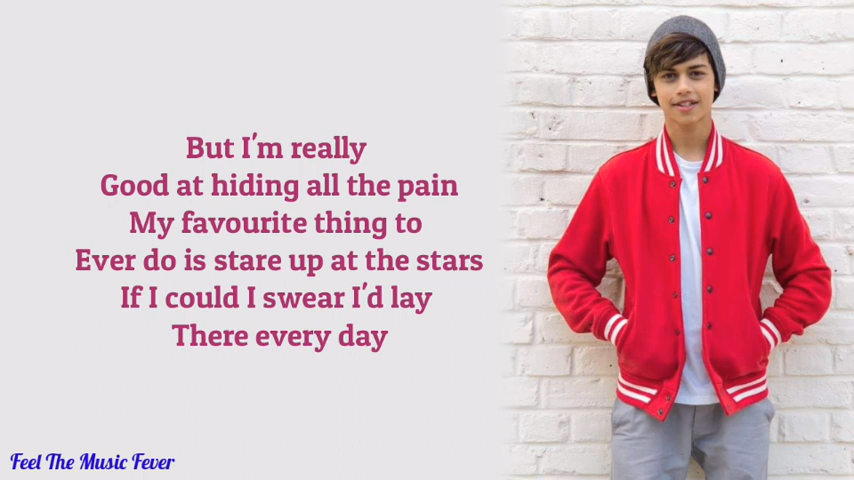 But I'm really
Good at hiding all the pain
My favourite thing to
Ever do is stare up at the stars
If I could I swear I'd lay
There every day
Feel The Music Fever